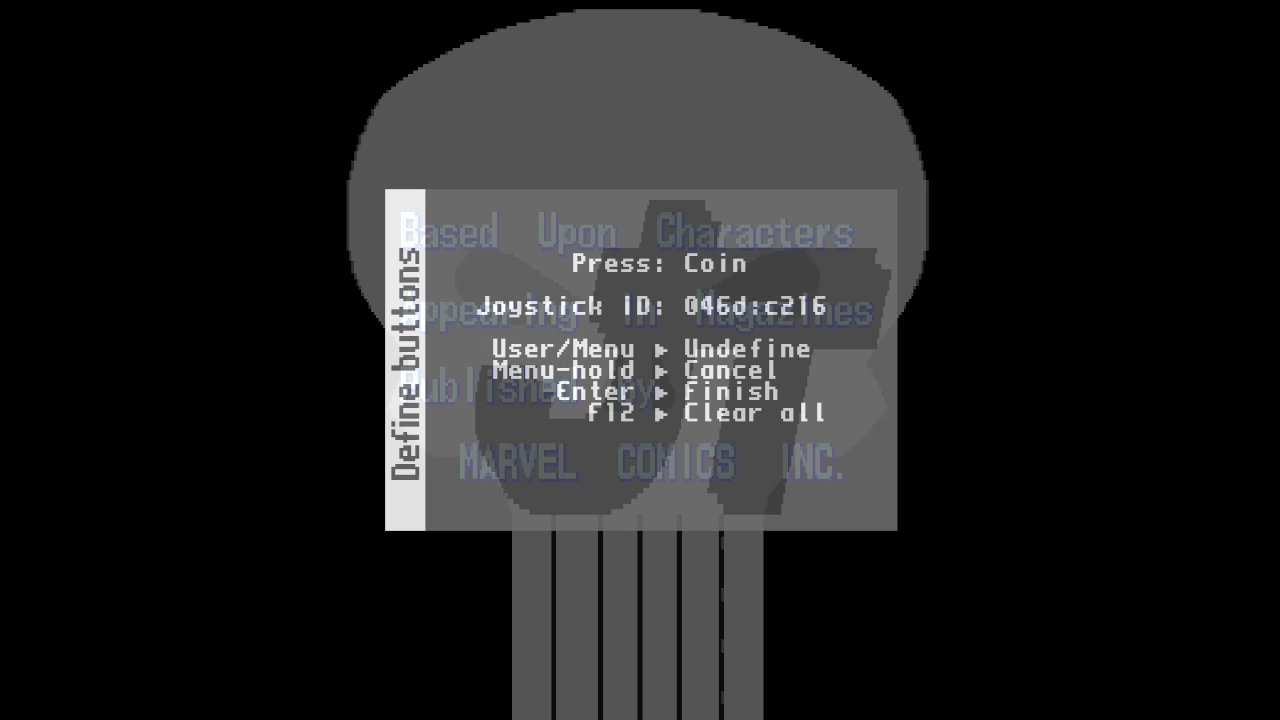 Define buttons
Based Upon Characters
Press: Coin
Joystick ID: 046d:c216
Appearing In Magazines
User/Menu ▸ Undefine
Menu-hold ▸ Cancel
Published by
Enter ▸ Finish
F12 ▸ Clear all
MARVEL COMICS INC.